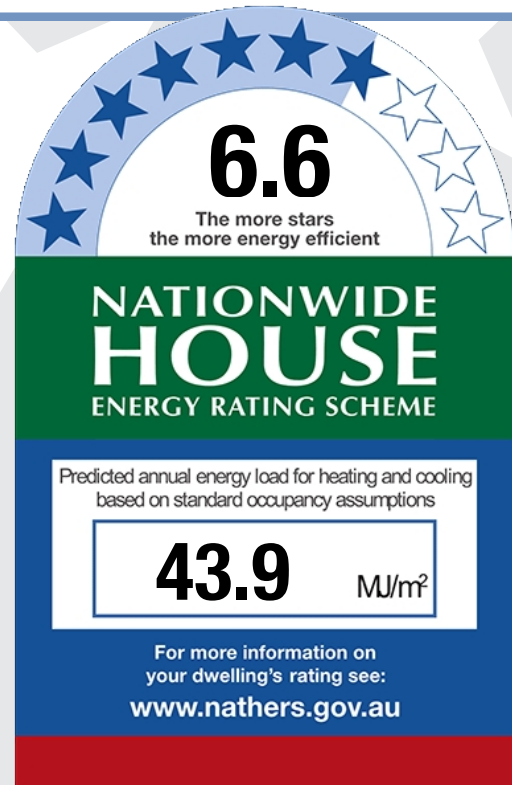 6.6
The more stars
the more energy efficient
NATIONWIDE
HOUSE
ENERGY RATING SCHEME
Predicted annual energy load for heating and cooling
based on standard occupancy assumptions
43.9 MJ/m²
For more information on
your dwelling's rating see:
www.nathers.gov.au